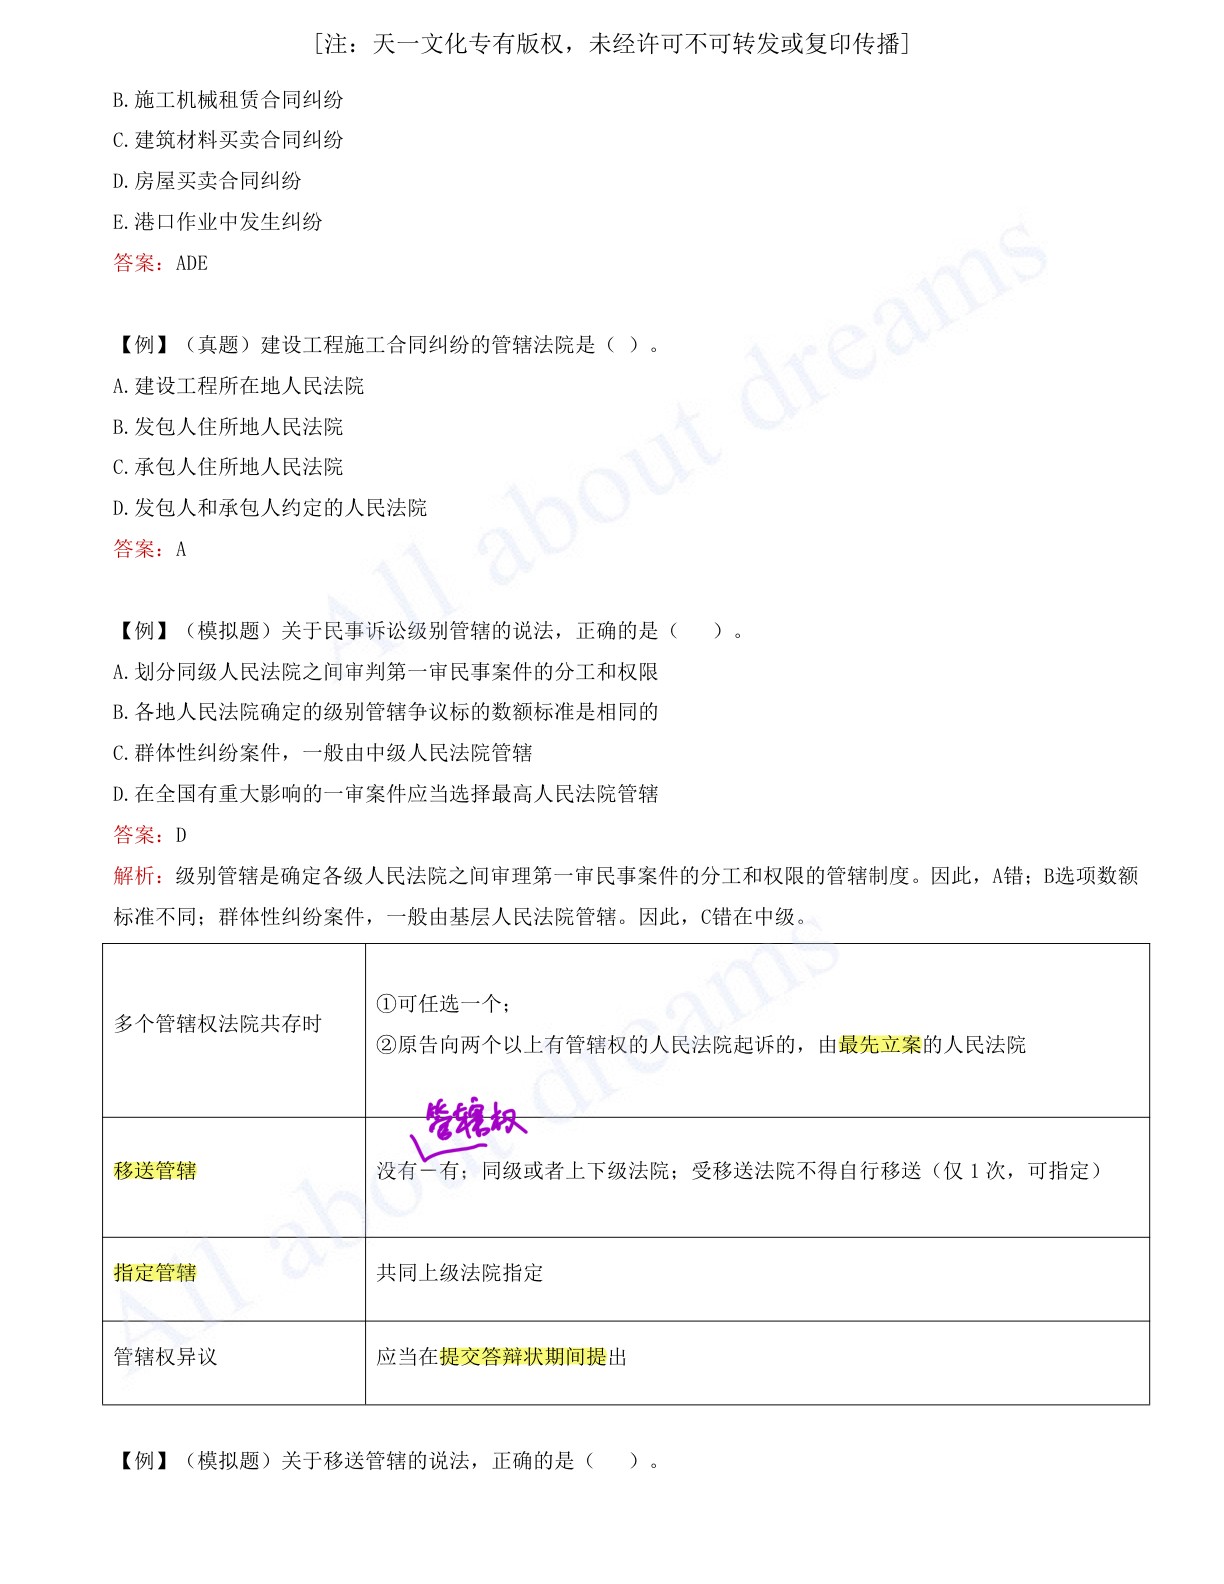 [注：天一文化专有版权，未经许可不可转发或复印传播]
B.施工机械租赁合同纠纷
C.建筑材料买卖合同纠纷
D.房屋买卖合同纠纷
E.港口作业中发生纠纷
答案：ADE
【例】（真题）建设工程施工合同纠纷的管辖法院是（ ）。
A.建设工程所在地人民法院
B.发包人住所地人民法院
C.承包人住所地人民法院
D.发包人和承包人约定的人民法院
答案：A
【例】（模拟题）关于民事诉讼级别管辖的说法，正确的是（  ）。
A.划分同级人民法院之间审判第一审民事案件的分工和权限
B.各地人民法院确定的级别管辖争议标的数额标准是相同的
C.群体性纠纷案件，一般由中级人民法院管辖
D.在全国有重大影响的一审案件应当选择最高人民法院管辖
答案：D
解析：级别管辖是确定各级人民法院之间审理第一审民事案件的分工和权限的管辖制度。因此，A错；B选项数额
标准不同；群体性纠纷案件，一般由基层人民法院管辖。因此，C错在中级。
多个管辖权法院共存时
①可任选一个；
②原告向两个以上有管辖权的人民法院起诉的，由最先立案的人民法院
管辖权
移送管辖
没有—有；同级或者上下级法院；受移送法院不得自行移送（仅 1 次，可指定）
指定管辖
共同上级法院指定
管辖权异议
应当在提交答辩状期间提出
【例】（模拟题）关于移送管辖的说法，正确的是（  ）。
All about dreams
All about dreams